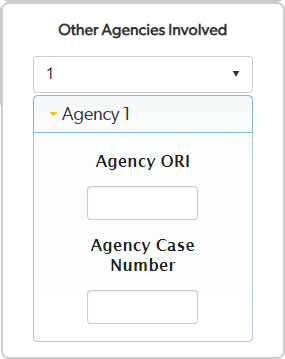 Other Agencies Involved
1
Agency 1
Agency ORI
Agency Case
Number